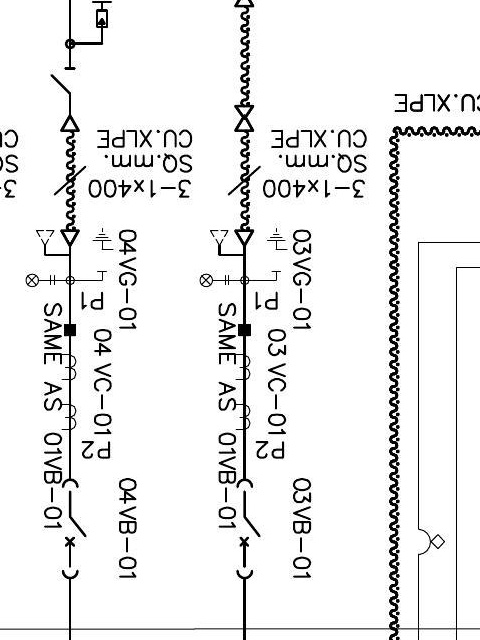 3-
SQ
CU
3-1x400
SQ.mm.
CU.XLPE
3-1x400
SQ.mm.
CU.XLPE
CU.XLPE
04VG-01
P1
04 VC-01
SAME AS 01VB-01
P2
04VB-01
03VG-01
P1
03 VC-01
SAME AS 01VB-01
P2
03VB-01